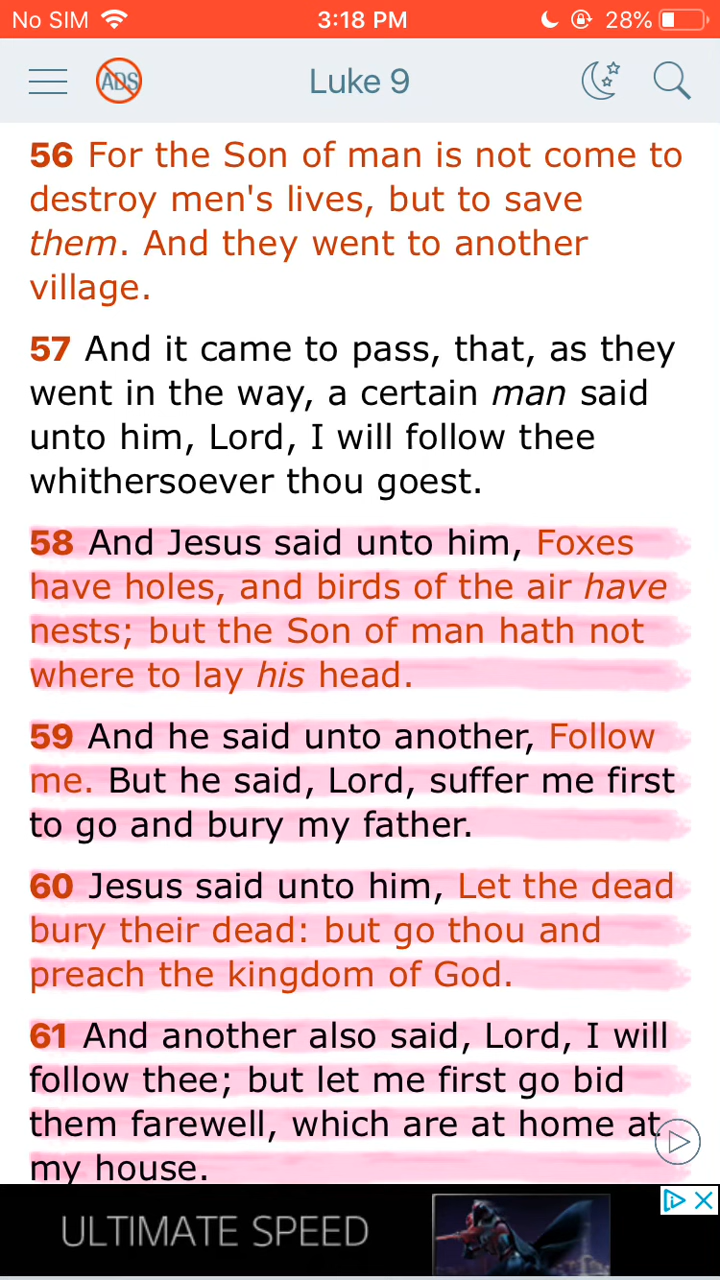 No SIM 3:18 PM 28%
ADS Luke 9
56 For the Son of man is not come to
destroy men's lives, but to save
them. And they went to another
village.
57 And it came to pass, that, as they
went in the way, a certain man said
unto him, Lord, I will follow thee
whithersoever thou goest.
58 And Jesus said unto him, Foxes
have holes, and birds of the air have
nests; but the Son of man hath not
where to lay his head.
59 And he said unto another, Follow
me. But he said, Lord, suffer me first
to go and bury my father.
60 Jesus said unto him, Let the dead
bury their dead: but go thou and
preach the kingdom of God.
61 And another also said, Lord, I will
follow thee; but let me first go bid
them farewell, which are at home at
my house.
ULTIMATE SPEED